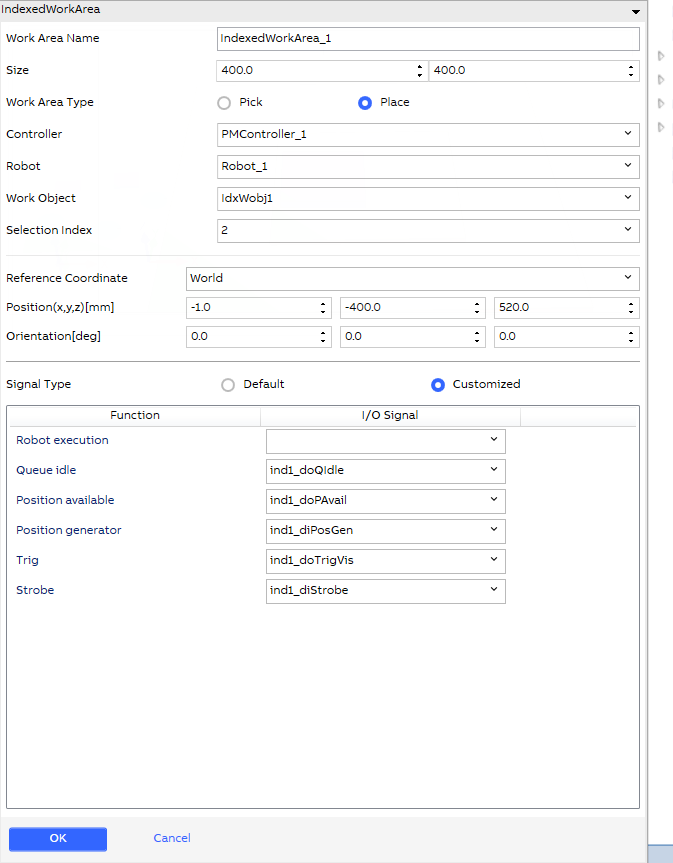 IndexedWorkArea
Work Area Name IndexedWorkArea_1
Size 400.0 400.0
Work Area Type Pick Place
Controller PMController_1
Robot Robot_1
Work Object IdxWobj1
Selection Index 2
Reference Coordinate World
Position(x,y,z)[mm] -1.0 -400.0 520.0
Orientation[deg] 0.0 0.0 0.0
Signal Type Default Customized
Function I/O Signal
Robot execution
Queue idle ind1_doQIdle
Position available ind1_doPAvail
Position generator ind1_diPosGen
Trig ind1_doTrigVis
Strobe ind1_diStrobe
OK Cancel